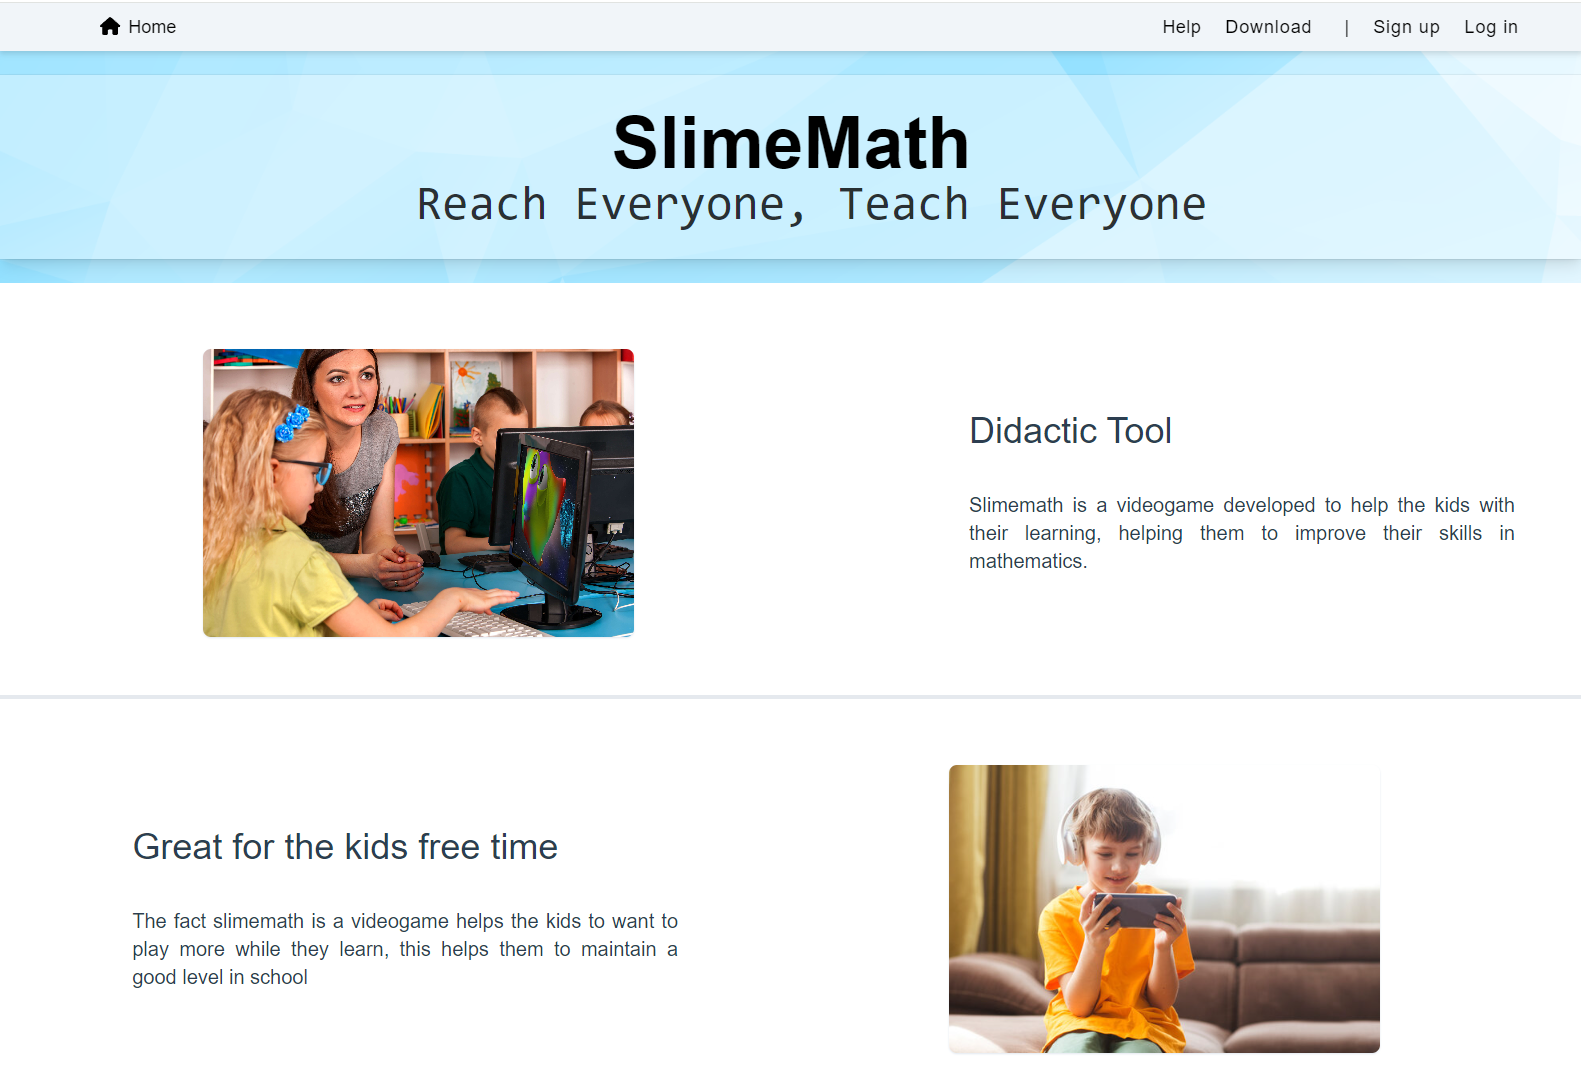 Home
Help Download | Sign up Log in
SlimeMath
Reach Everyone, Teach Everyone
Didactic Tool
Slimemath is a videogame developed to help the kids with
their learning, helping them to improve their skills in
mathematics.
Great for the kids free time
The fact slimemath is a videogame helps the kids to want to
play more while they learn, this helps them to maintain a
good level in school